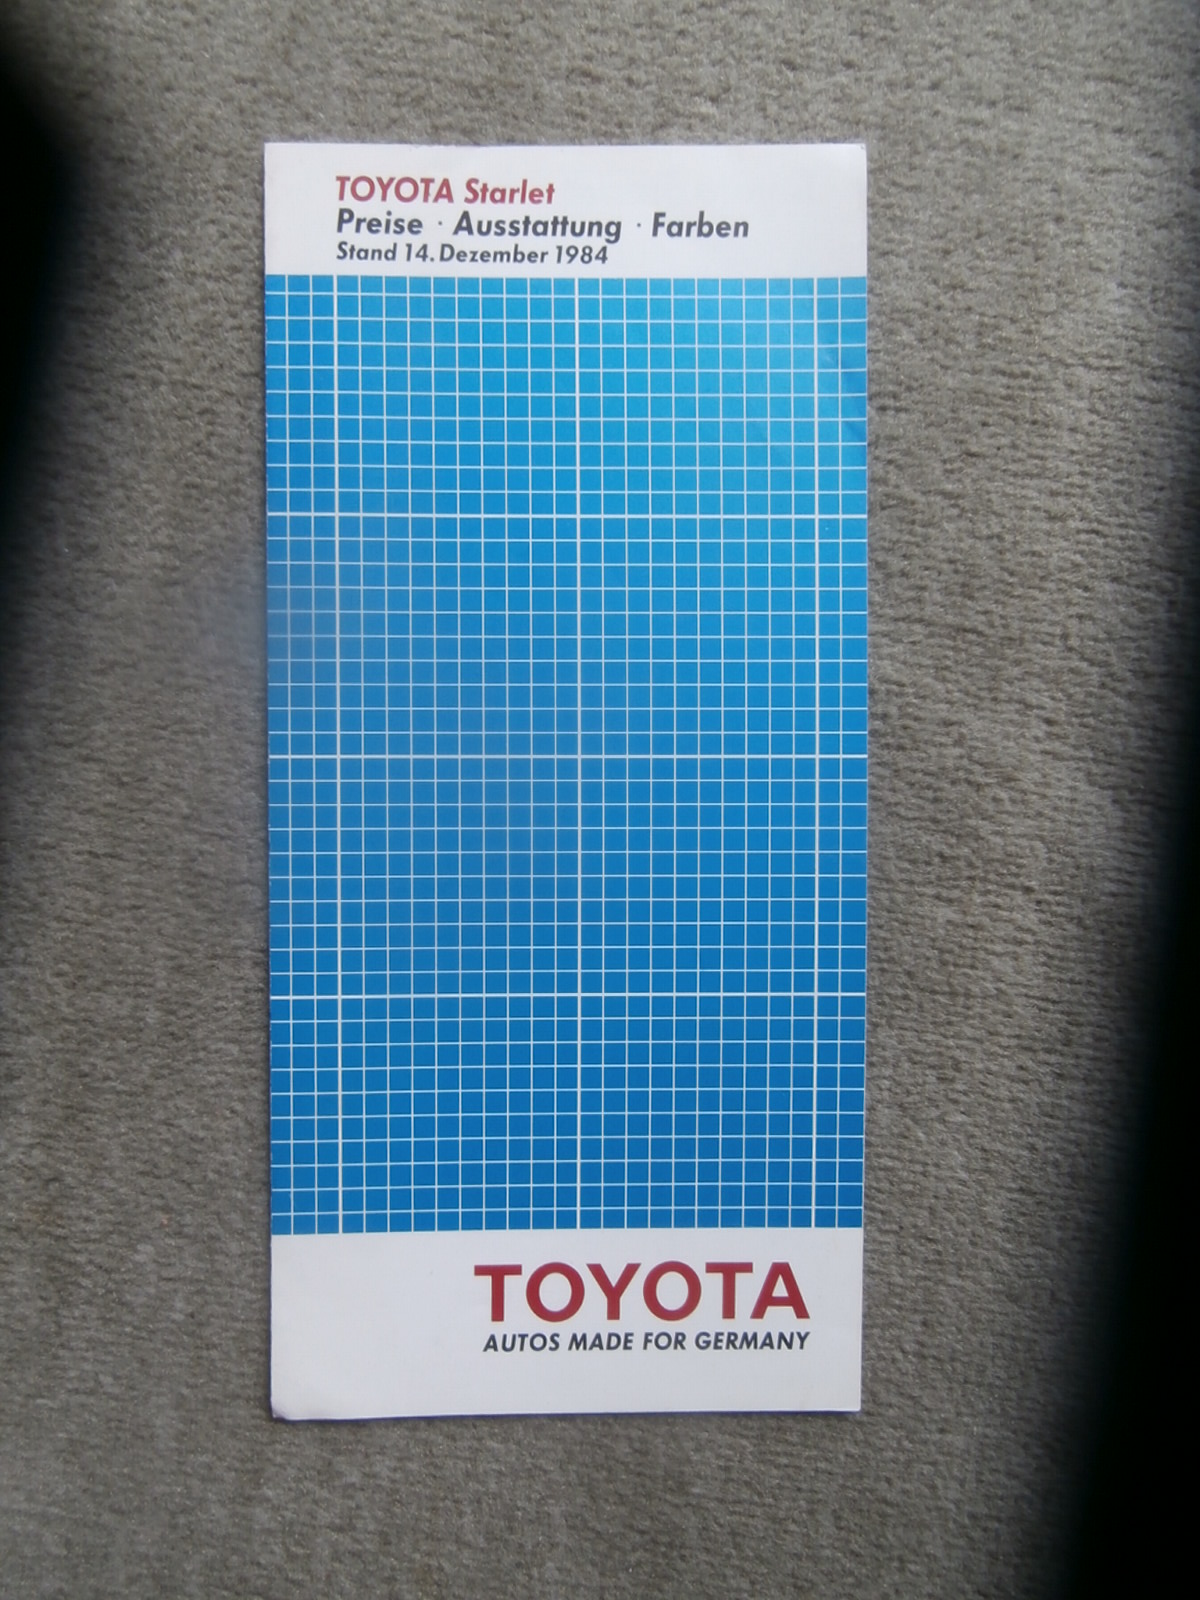 TOYOTA Starlet
Preise · Ausstattung · Farben
Stand 14. Dezember 1984
TOYOTA
AUTOS MADE FOR GERMANY